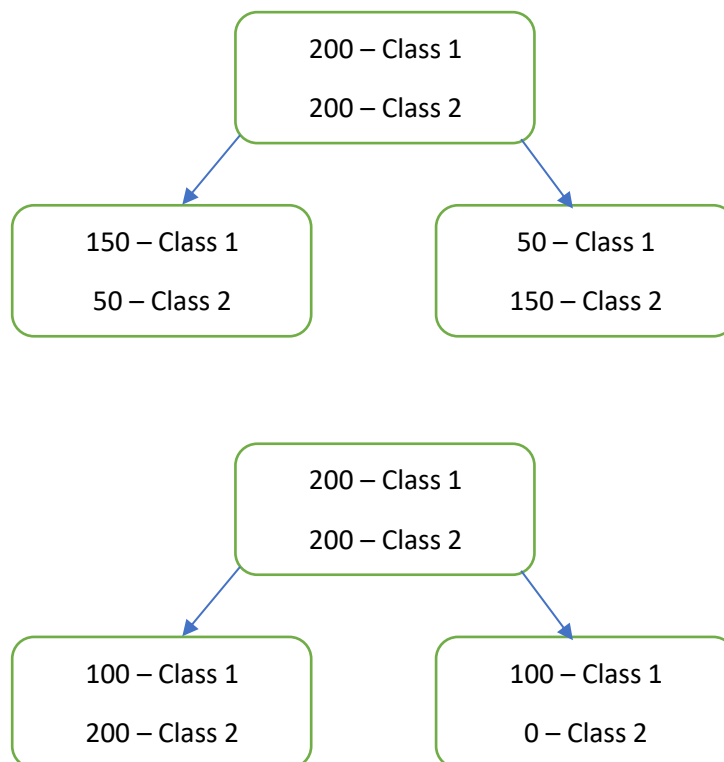 200 – Class 1
200 – Class 2
150 – Class 1
50 – Class 2
50 – Class 1
150 – Class 2
200 – Class 1
200 – Class 2
100 – Class 1
200 – Class 2
100 – Class 1
0 – Class 2